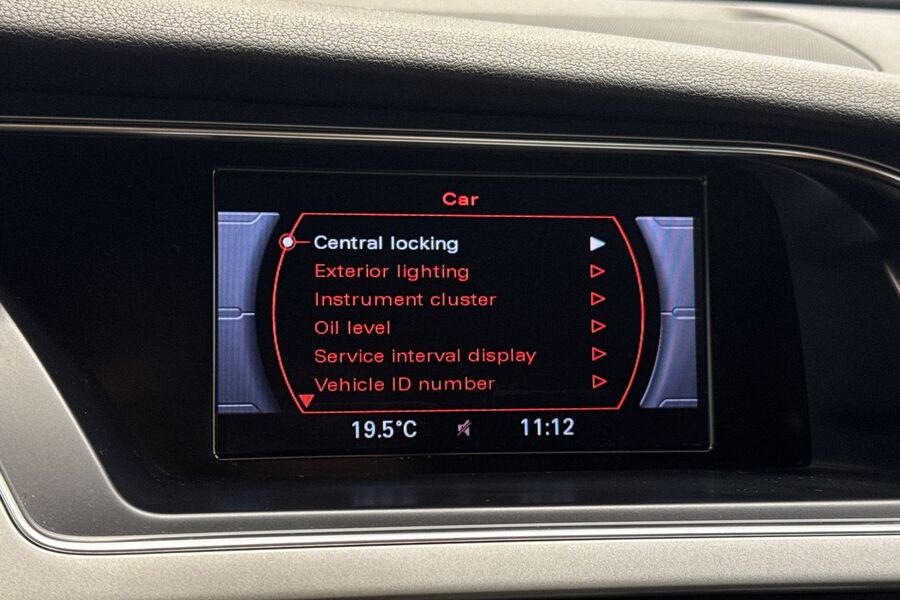 Car
Central locking
Exterior lighting
Instrument cluster
Oil level
Service interval display
Vehicle ID number
19.5°C 11:12